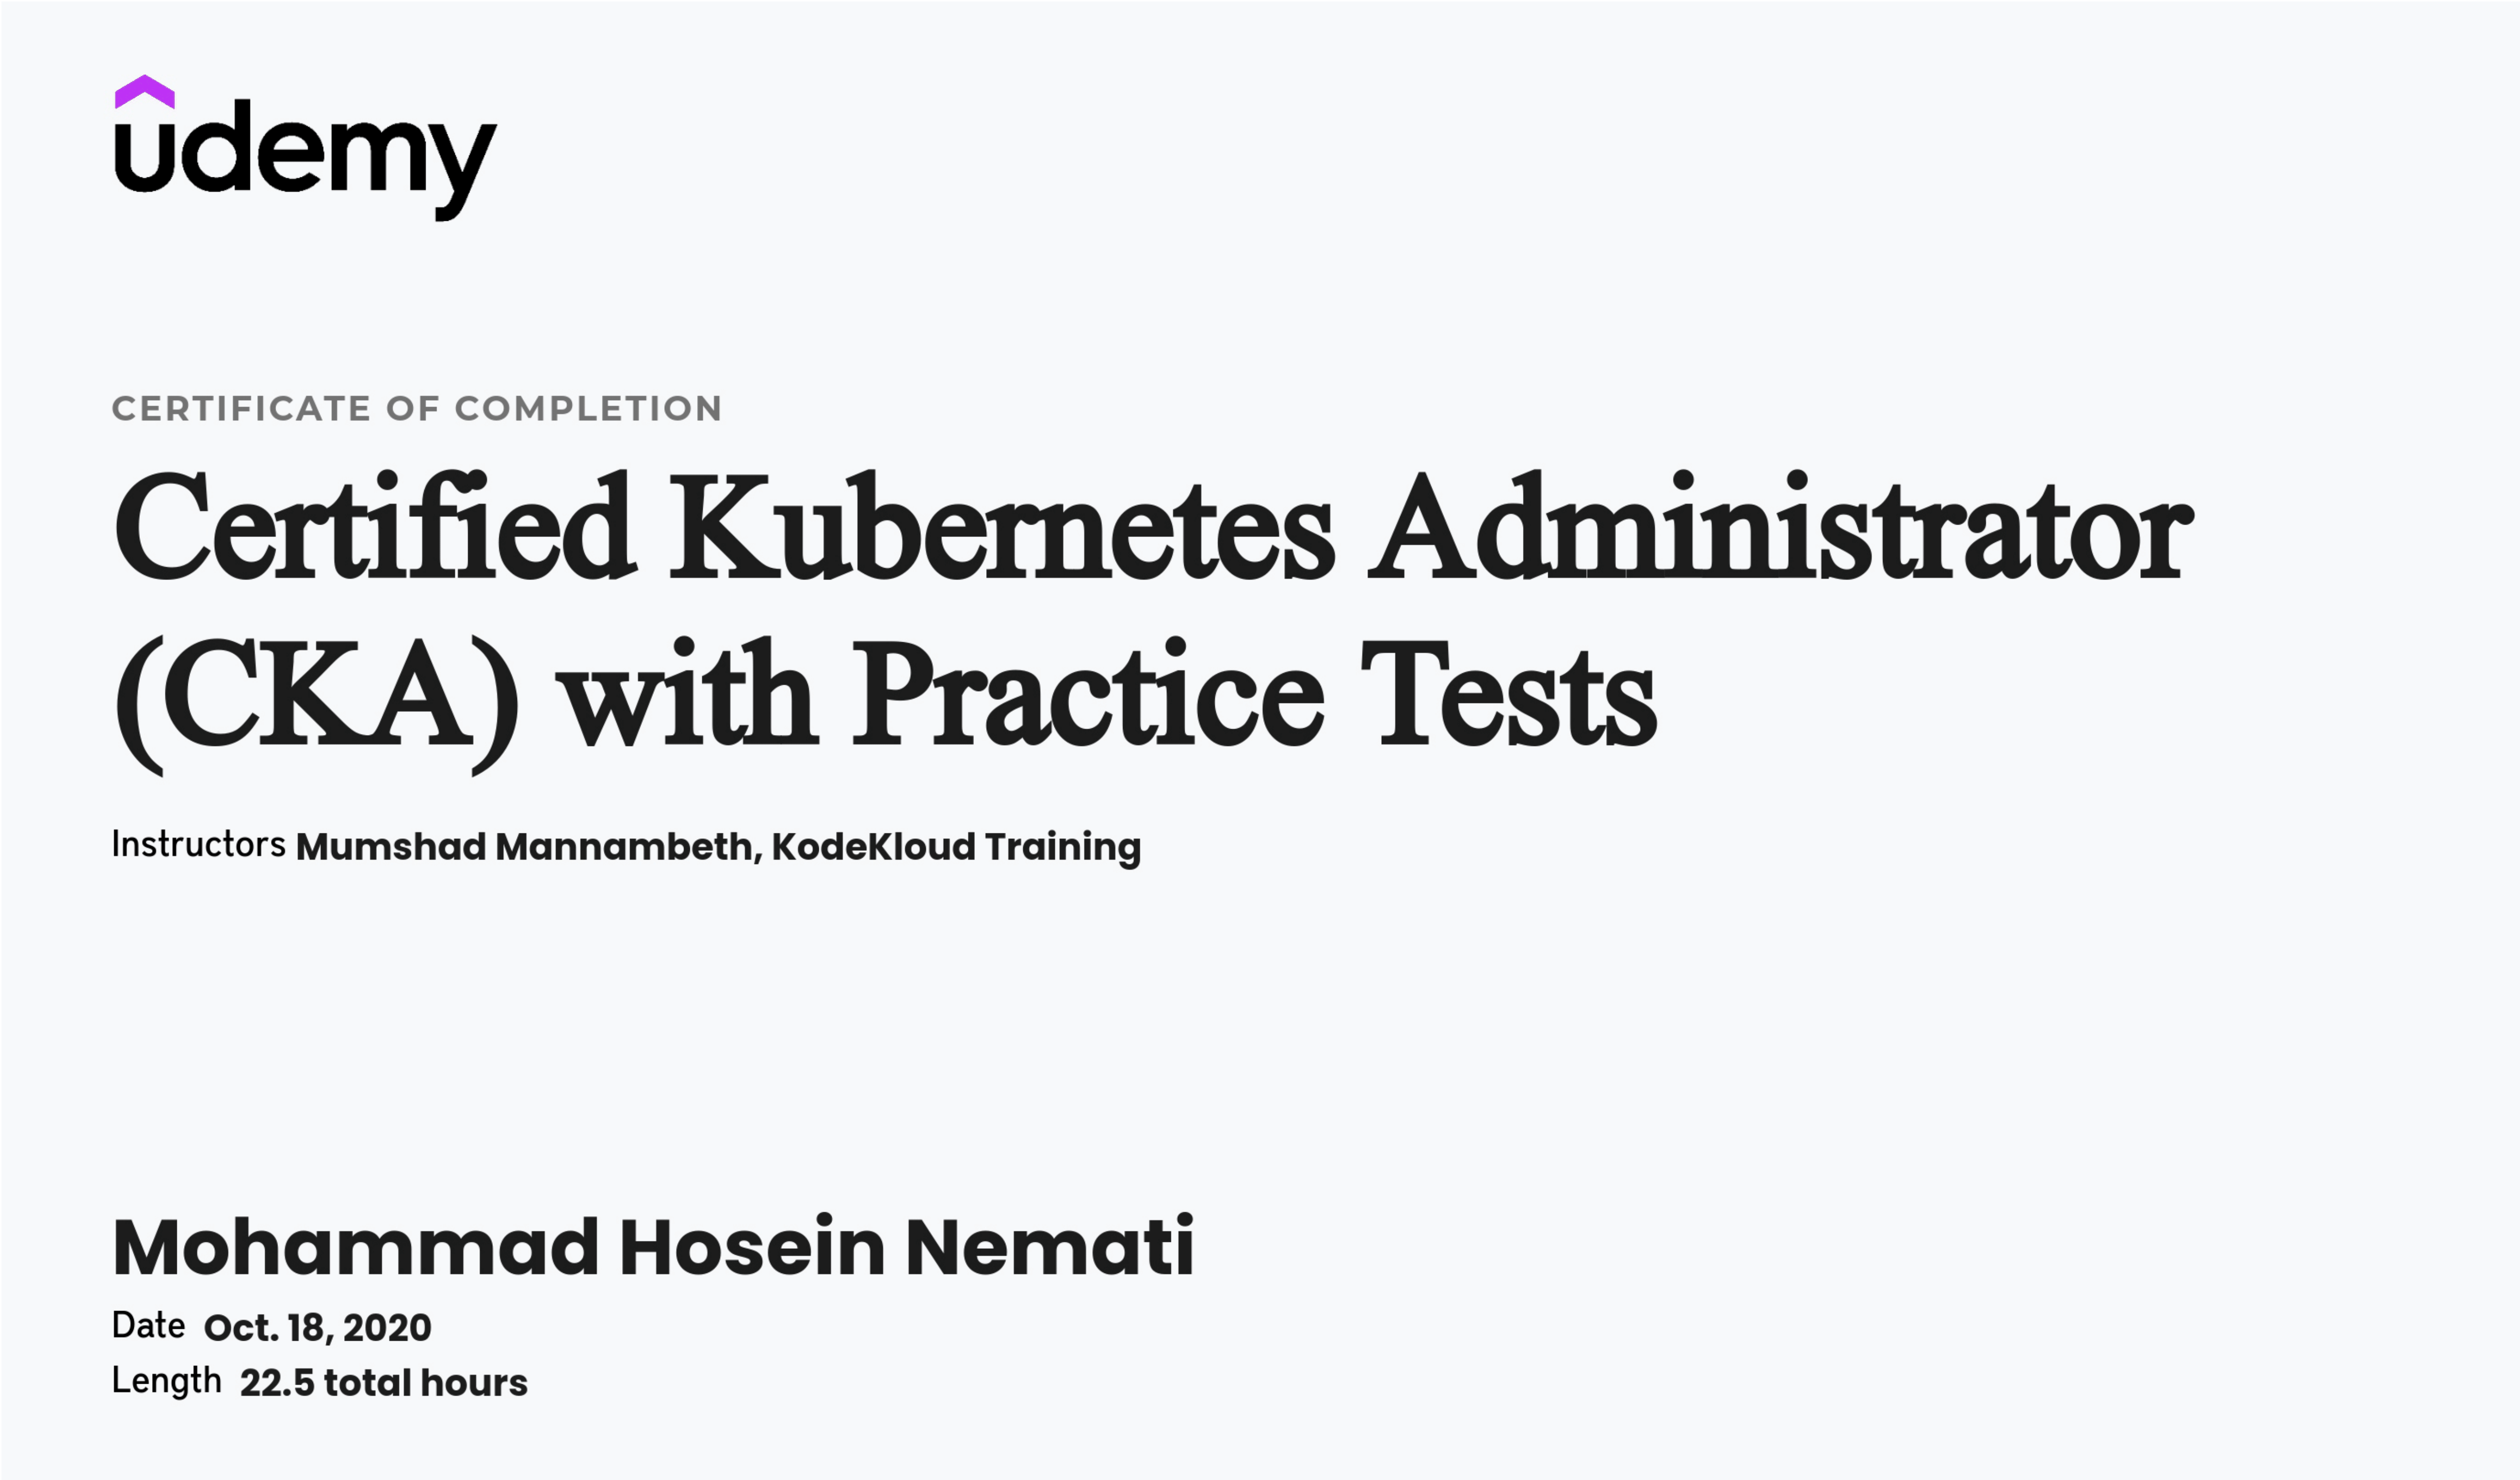 udemy
CERTIFICATE OF COMPLETION
Certified Kubernetes Administrator
(CKA) with Practice Tests
Instructors Mumshad Mannambeth, KodeKloud Training
Mohammad Hosein Nemati
Date Oct. 18, 2020
Length 22.5 total hours